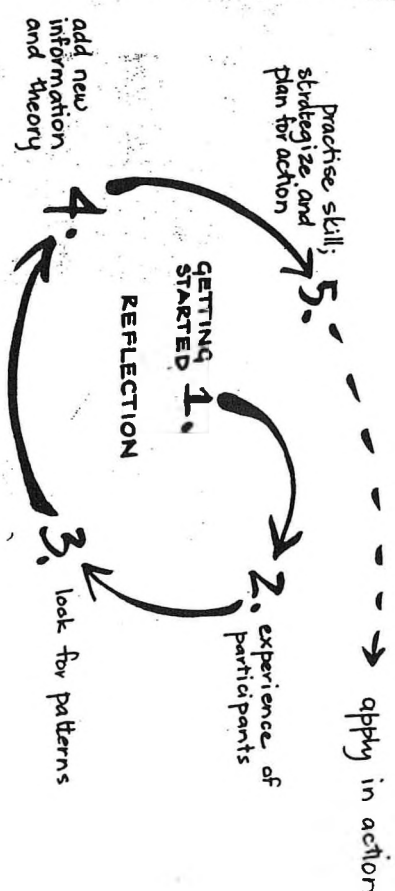 GETTING
STARTED 1.
REFLECTION
2. experience of
participants
3. look for patterns
4.
add new
information
and theory
practise skill;
strategize and
plan for action
5.
apply in action